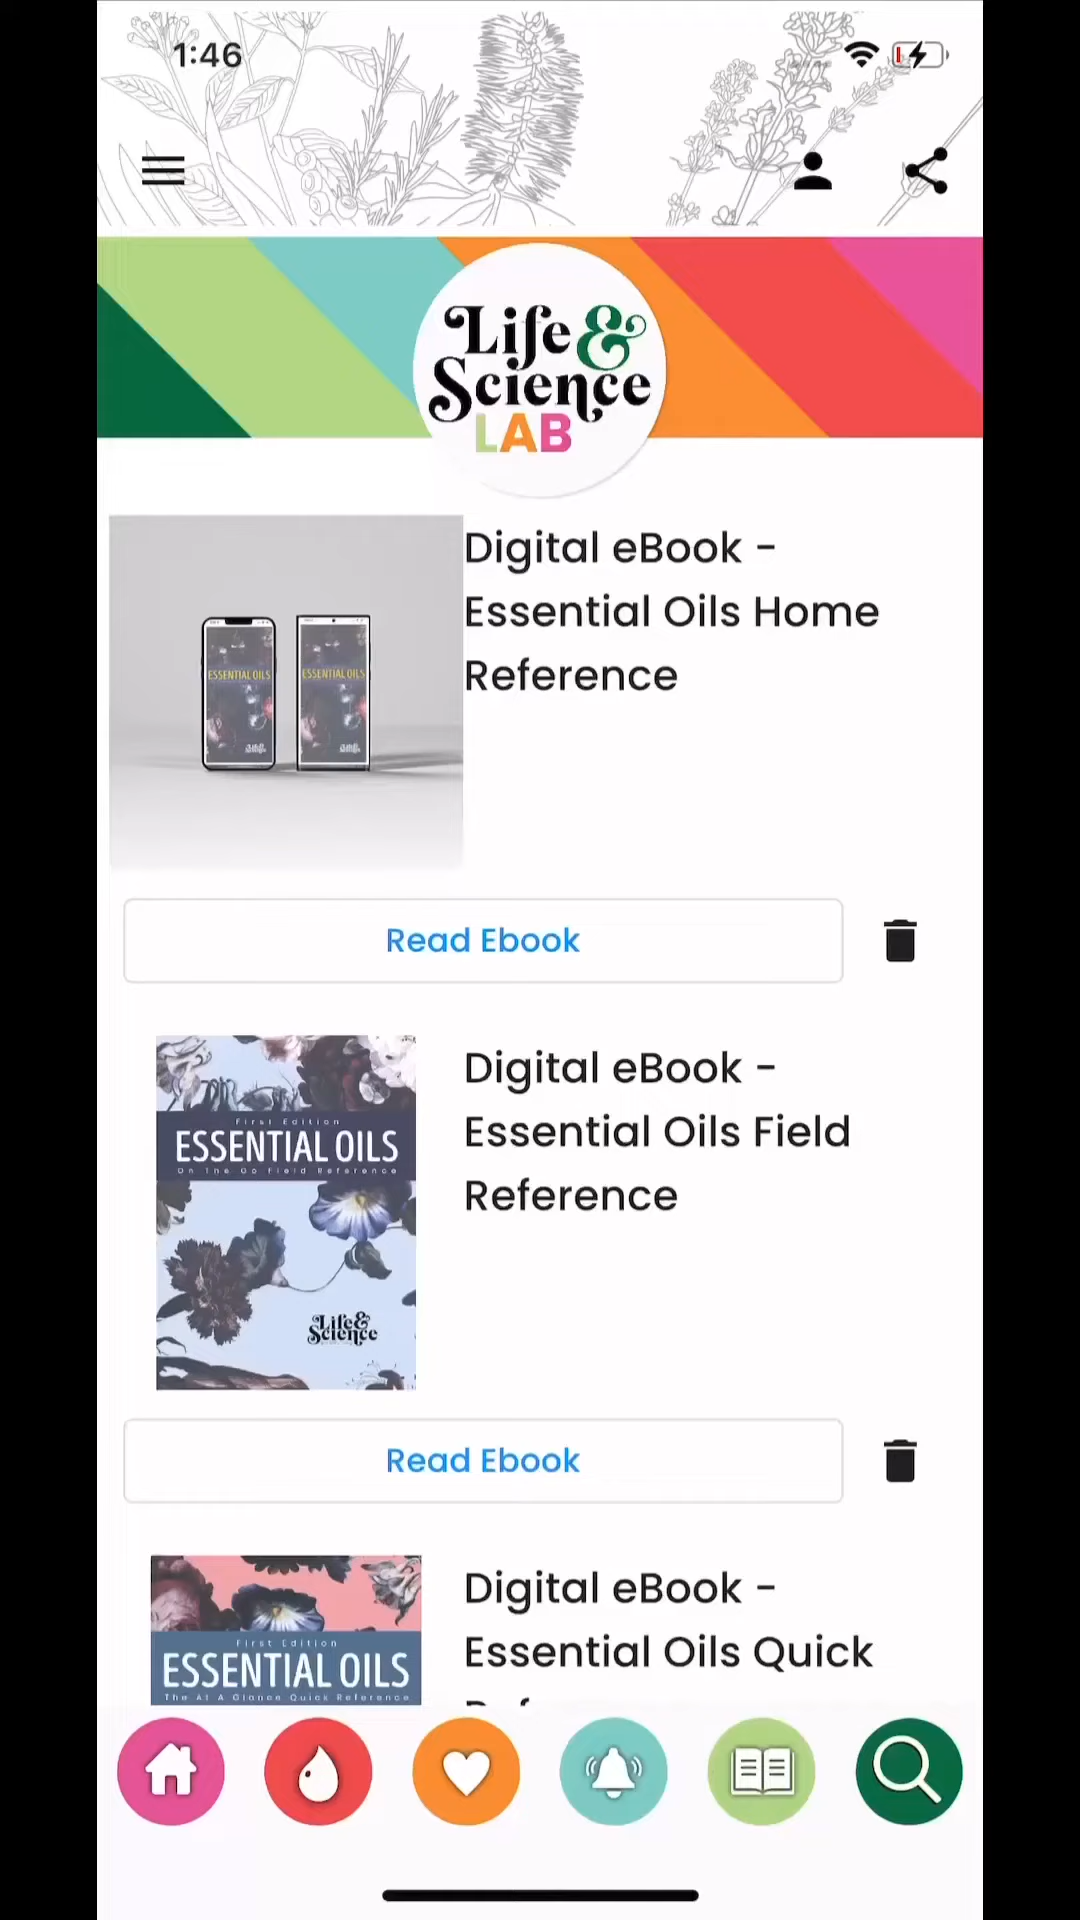 1:46
Life &
Science
LAB
Digital eBook -
Essential Oils Home
Reference
ESSENTIAL OILS
ESSENTIAL OILS
Read Ebook
Digital eBook -
Essential Oils Field
Reference
First Edition
ESSENTIAL OILS
On The Go Field Reference
Life &
Science
Read Ebook
Digital eBook -
Essential Oils Quick
First Edition
ESSENTIAL OILS
The At A Glance Quick Reference